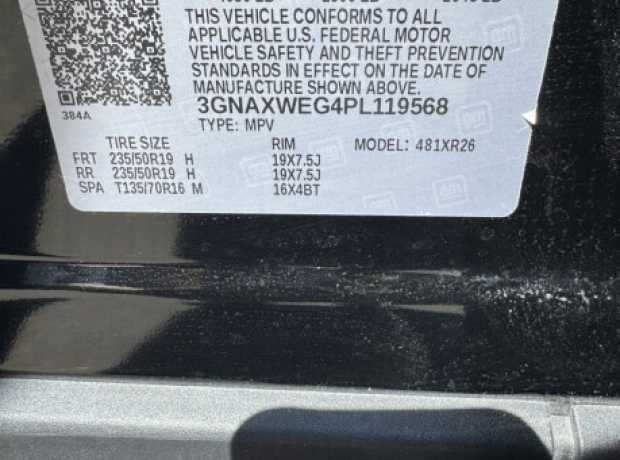 THIS VEHICLE CONFORMS TO ALL
APPLICABLE U.S. FEDERAL MOTOR
VEHICLE SAFETY AND THEFT PREVENTION
STANDARDS IN EFFECT ON THE DATE OF
MANUFACTURE SHOWN ABOVE.
3GNAXWEG4PL119568
384A
TYPE: MPV
TIRE SIZE RIM MODEL: 481XR26
FRT 235/50R19 H 19X7.5J
RR 235/50R19 H 19X7.5J
SPA T135/70R16 M 16X4BT